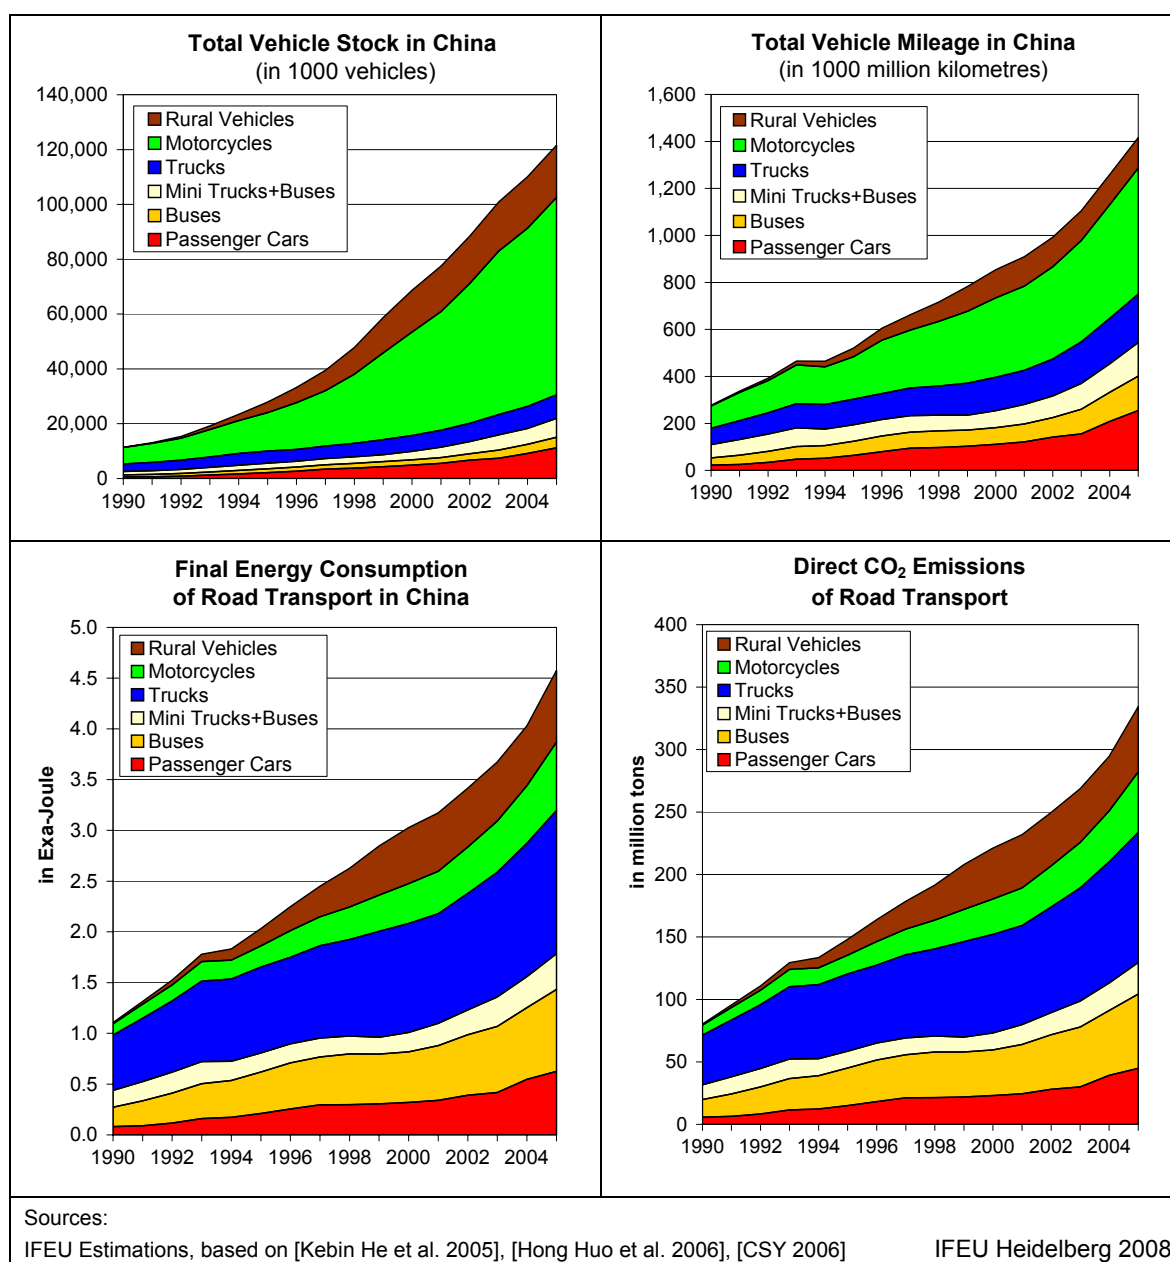 Total Vehicle Stock in China
(in 1000 vehicles)
140,000
120,000
100,000
80,000
60,000
40,000
20,000
0
Rural Vehicles
Motorcycles
Trucks
Mini Trucks+Buses
Buses
Passenger Cars
1990 1992 1994 1996 1998 2000 2002 2004
Total Vehicle Mileage in China
(in 1000 million kilometres)
1,600
1,400
1,200
1,000
800
600
400
200
0
Rural Vehicles
Motorcycles
Trucks
Mini Trucks+Buses
Buses
Passenger Cars
1990 1992 1994 1996 1998 2000 2002 2004
Final Energy Consumption
of Road Transport in China
in Exa-Joule
5.0
4.5
4.0
3.5
3.0
2.5
2.0
1.5
1.0
0.5
0.0
Rural Vehicles
Motorcycles
Trucks
Mini Trucks+Buses
Buses
Passenger Cars
1990 1992 1994 1996 1998 2000 2002 2004
Direct CO₂ Emissions
of Road Transport
in million tons
400
350
300
250
200
150
100
50
0
Rural Vehicles
Motorcycles
Trucks
Mini Trucks+Buses
Buses
Passenger Cars
1990 1992 1994 1996 1998 2000 2002 2004
Sources:
IFEU Estimations, based on [Kebin He et al. 2005], [Hong Huo et al. 2006], [CSY 2006] IFEU Heidelberg 2008